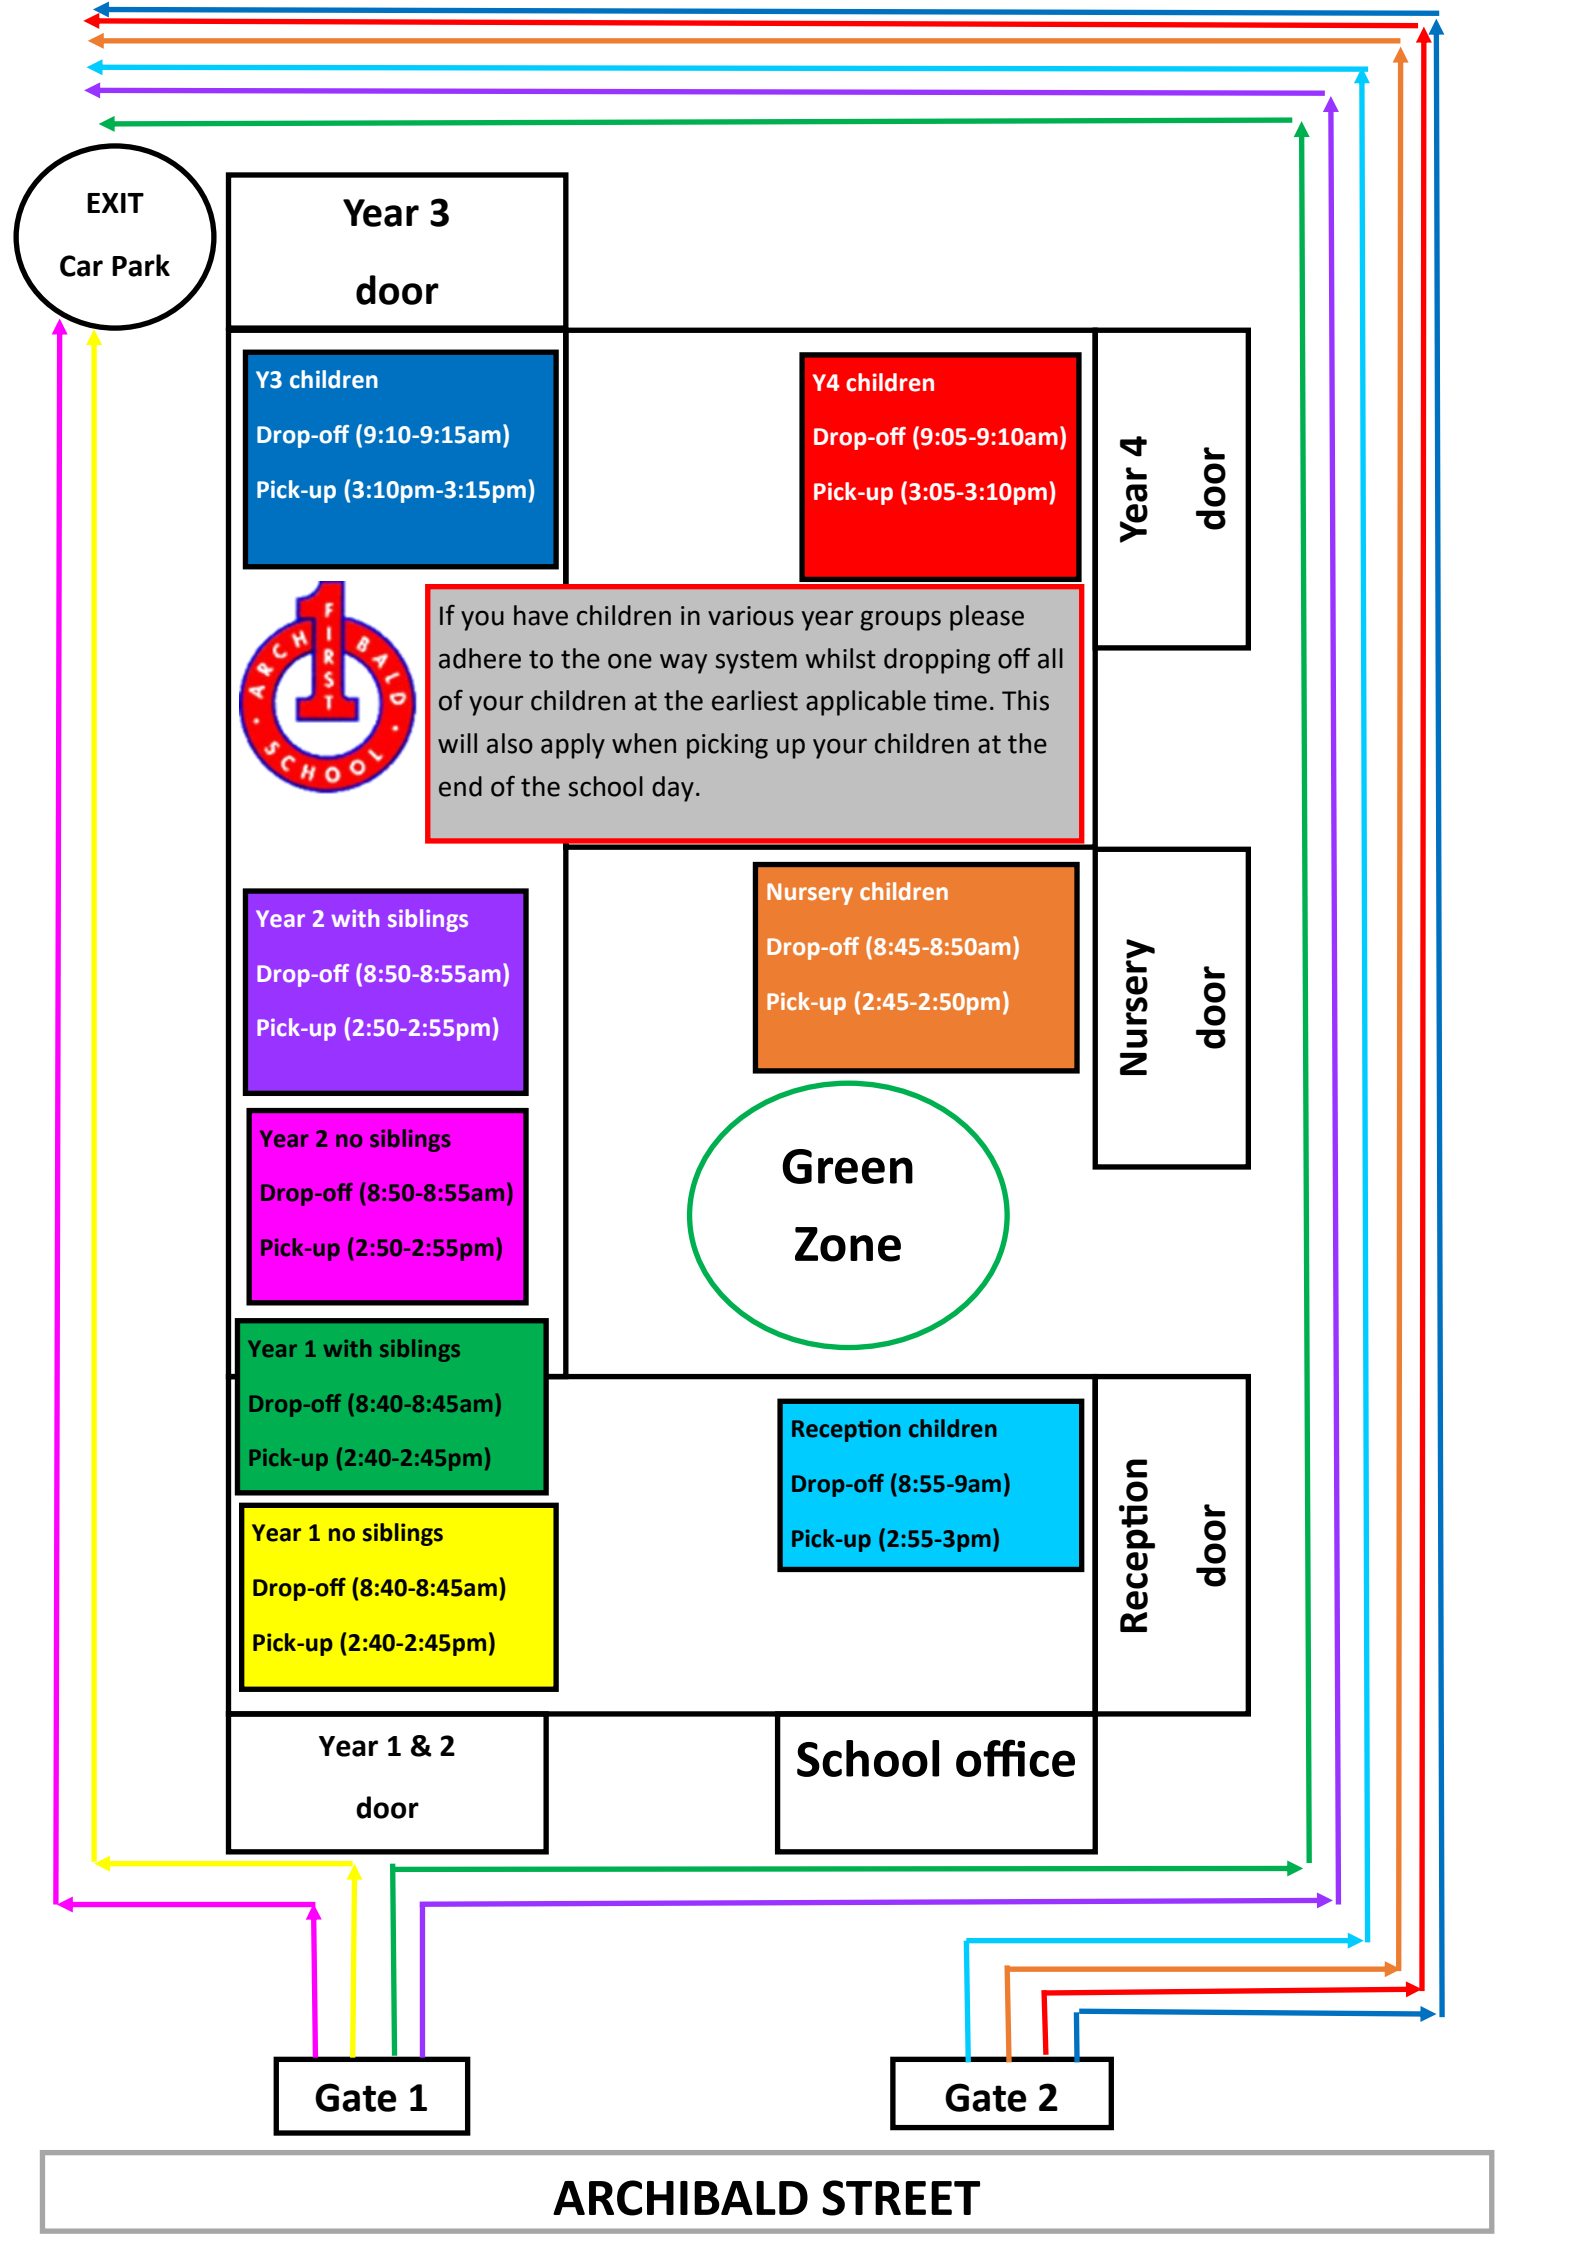 EXIT
Car Park
Year 3
door
Y3 children
Drop-off (9:10-9:15am)
Pick-up (3:10pm-3:15pm)
Y4 children
Drop-off (9:05-9:10am)
Pick-up (3:05-3:10pm)
Year 4
door
ARCHIBALD
FIRST
SCHOOL
If you have children in various year groups please
adhere to the one way system whilst dropping off all
of your children at the earliest applicable time. This
will also apply when picking up your children at the
end of the school day.
Year 2 with siblings
Drop-off (8:50-8:55am)
Pick-up (2:50-2:55pm)
Nursery children
Drop-off (8:45-8:50am)
Pick-up (2:45-2:50pm)
Nursery
door
Year 2 no siblings
Drop-off (8:50-8:55am)
Pick-up (2:50-2:55pm)
Green
Zone
Year 1 with siblings
Drop-off (8:40-8:45am)
Pick-up (2:40-2:45pm)
Reception children
Drop-off (8:55-9am)
Pick-up (2:55-3pm)
Reception
door
Year 1 no siblings
Drop-off (8:40-8:45am)
Pick-up (2:40-2:45pm)
Year 1 & 2
door
School office
Gate 1
Gate 2
ARCHIBALD STREET